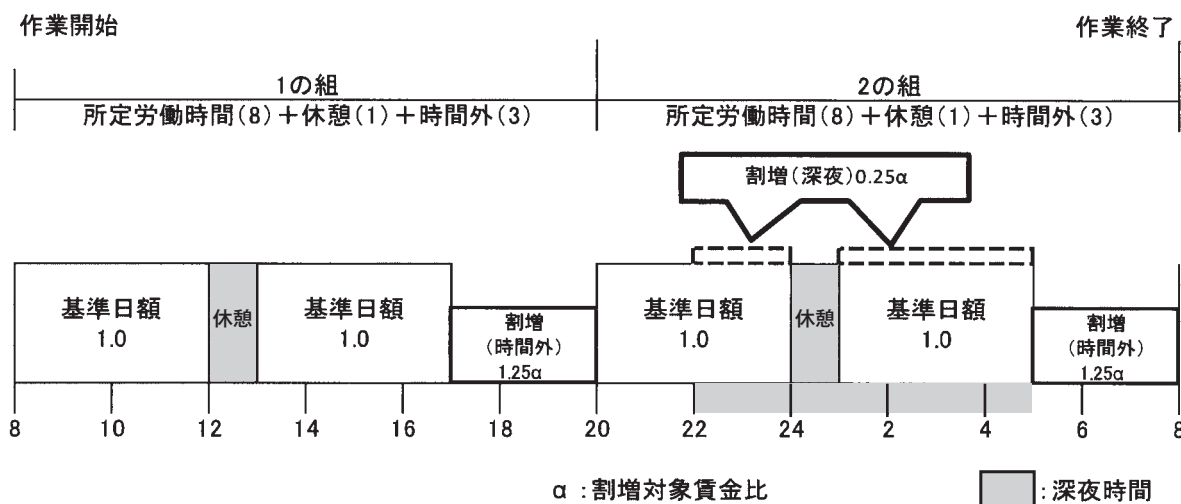 作業開始
作業終了
1の組
2の組
所定労働時間(8)+休憩(1)+時間外(3)
所定労働時間(8)+休憩(1)+時間外(3)
割増(深夜)0.25α
基準日額
1.0
休憩
基準日額
1.0
割増
(時間外)
1.25α
基準日額
1.0
休憩
基準日額
1.0
割増
(時間外)
1.25α
8 10 12 14 16 20 22 24 2 4 6 8
α:割増対象賃金比
:深夜時間